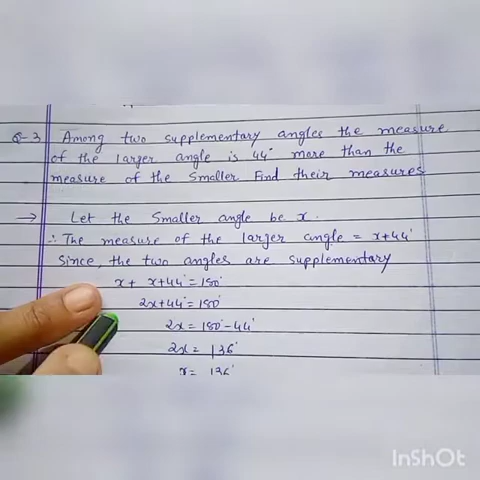 Q-3 Among two supplementary angles the measure
of the larger angle is 44° more than the
measure of the smaller Find their measures
→ Let the smaller angle be x.
∴ The measure of the larger angle = x+44°
Since, the two angles are supplementary
x + x+44° = 180°
2x+44° = 180°
2x = 180° - 44°
2x = 136°
x = 136°
InShOt